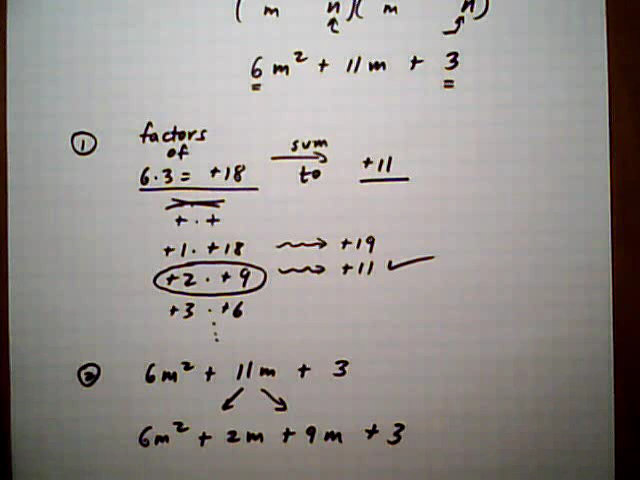 ( m n )( m n )
6m² + 11m + 3
① factors
of sum
6·3 = +18 → to +11
+ · +
+1 · +18 ⟿ +19
+2 · +9 ⟿ +11 ✓
+3 · +6
⋮
② 6m² + 11m + 3
6m² + 2m + 9m + 3